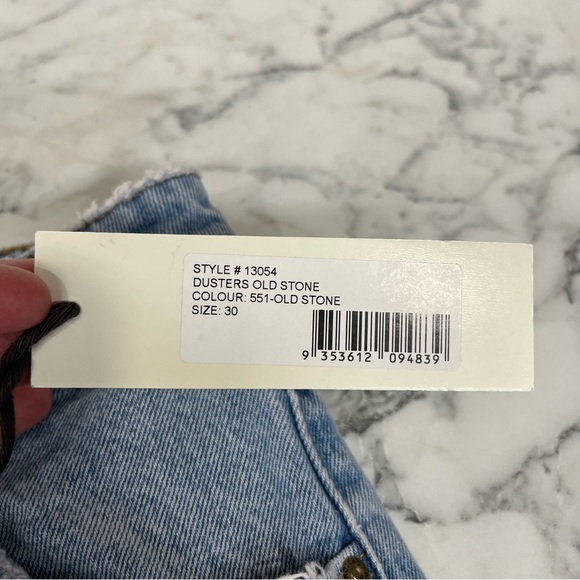 STYLE # 13054
DUSTERS OLD STONE
COLOUR: 551-OLD STONE
SIZE: 30
9 353612 094839